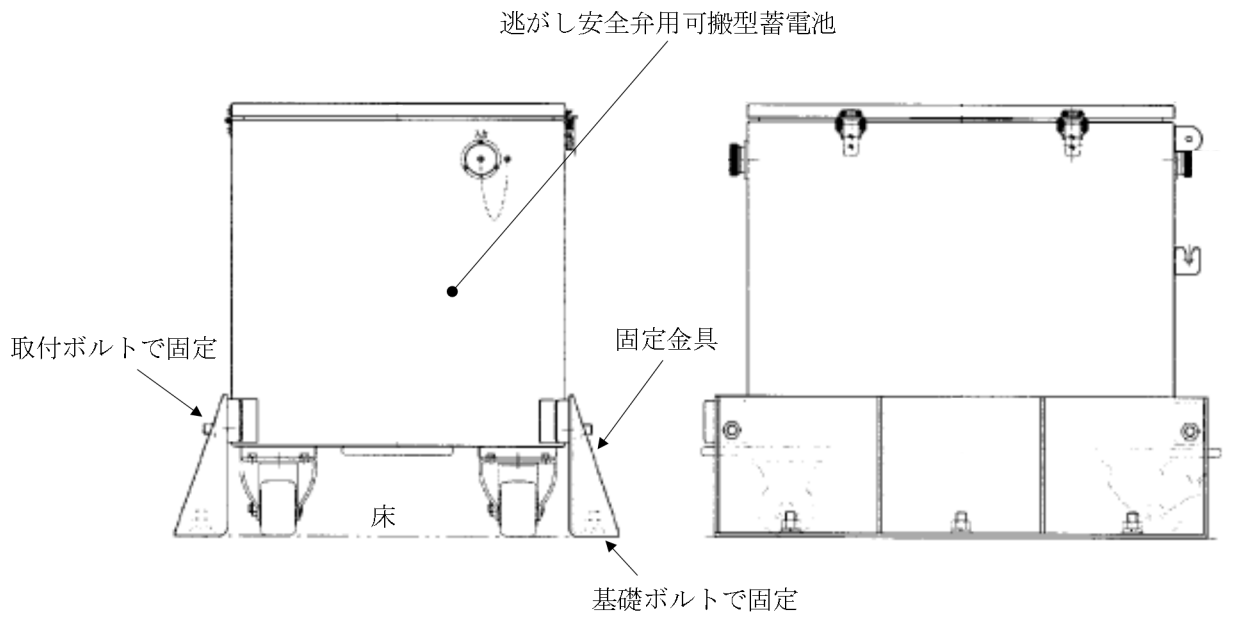 逃がし安全弁用可搬型蓄電池
取付ボルトで固定
固定金具
床
基礎ボルトで固定